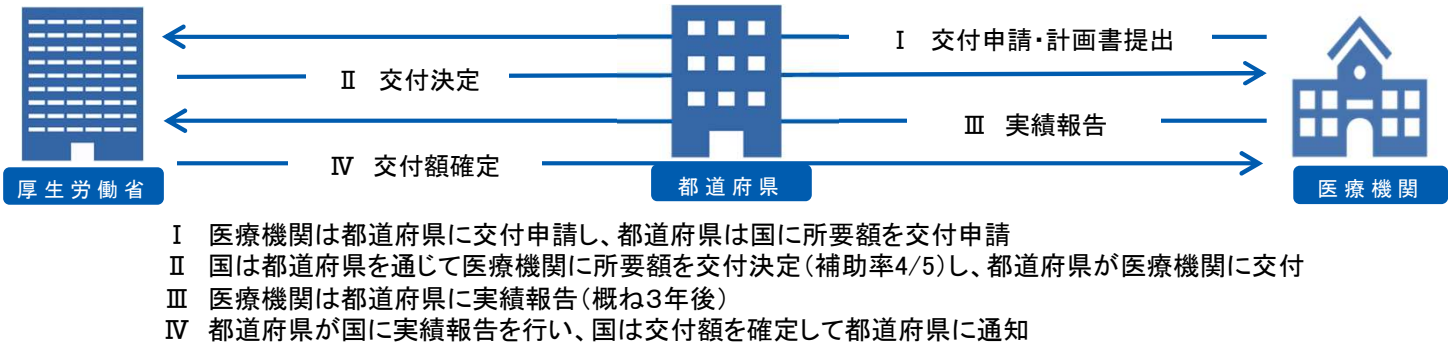 Ⅰ 交付申請・計画書提出
Ⅱ 交付決定
Ⅲ 実績報告
Ⅳ 交付額確定
厚生労働省
都道府県
医療機関
Ⅰ 医療機関は都道府県に交付申請し、都道府県は国に所要額を交付申請
Ⅱ 国は都道府県を通じて医療機関に所要額を交付決定(補助率4/5)し、都道府県が医療機関に交付
Ⅲ 医療機関は都道府県に実績報告(概ね3年後)
Ⅳ 都道府県が国に実績報告を行い、国は交付額を確定して都道府県に通知